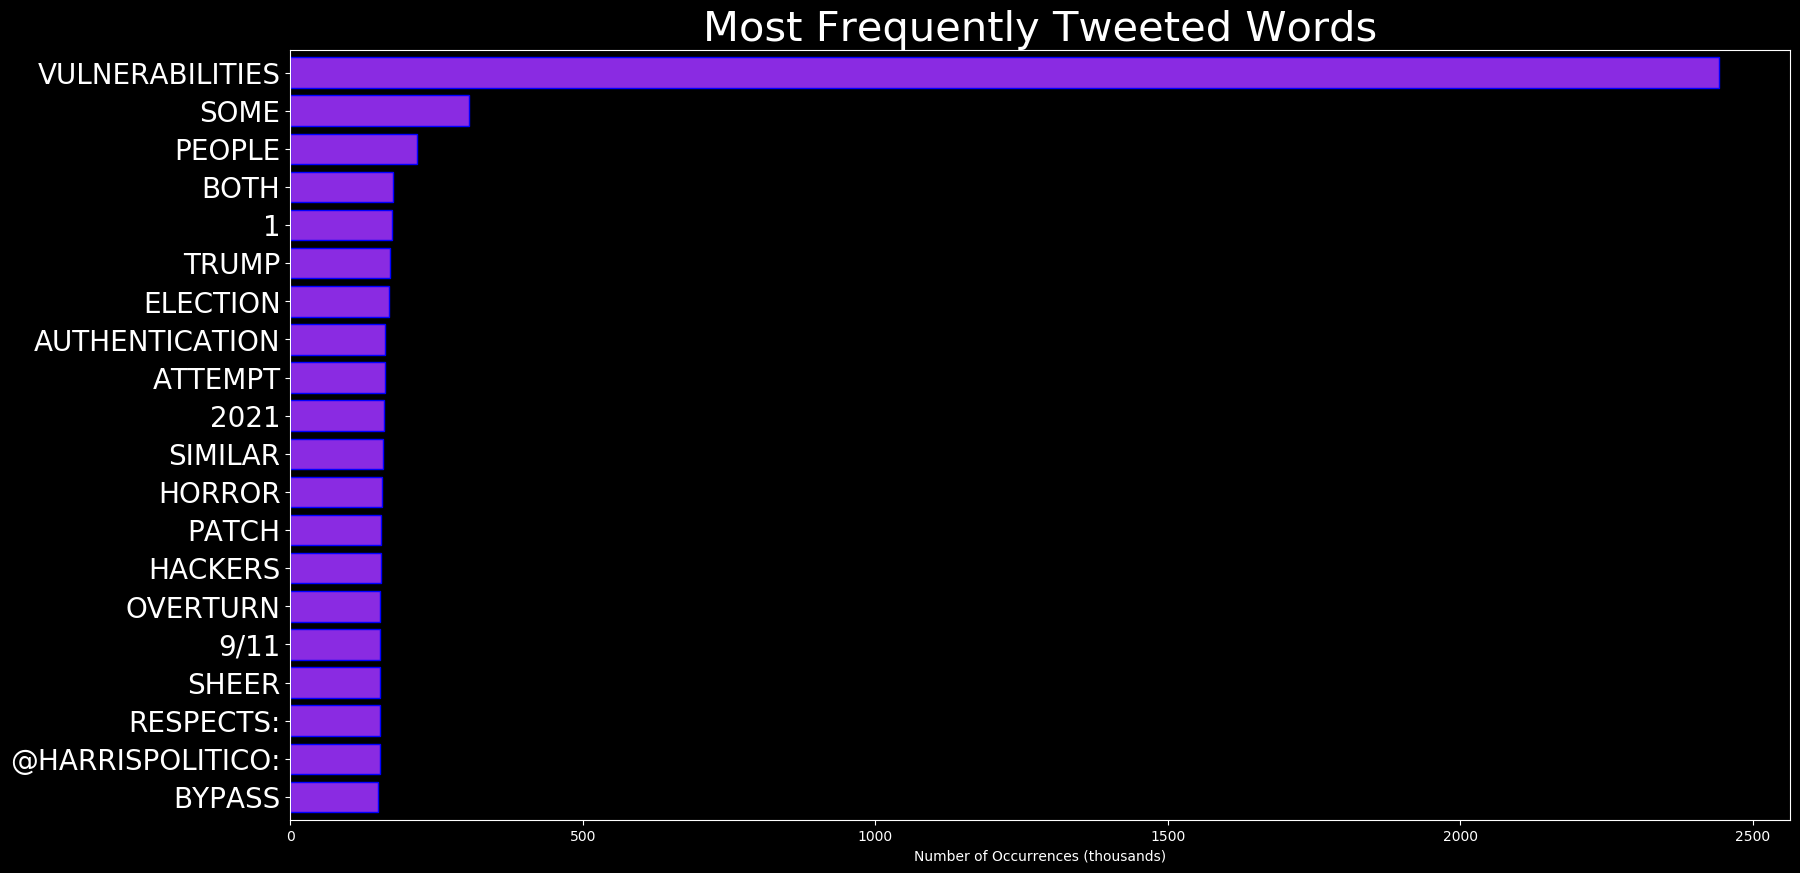 Most Frequently Tweeted Words
VULNERABILITIES
SOME
PEOPLE
BOTH
1
TRUMP
ELECTION
AUTHENTICATION
ATTEMPT
2021
SIMILAR
HORROR
PATCH
HACKERS
OVERTURN
9/11
SHEER
RESPECTS:
@HARRISPOLITICO:
BYPASS
0 500 1000 1500 2000 2500
Number of Occurrences (thousands)